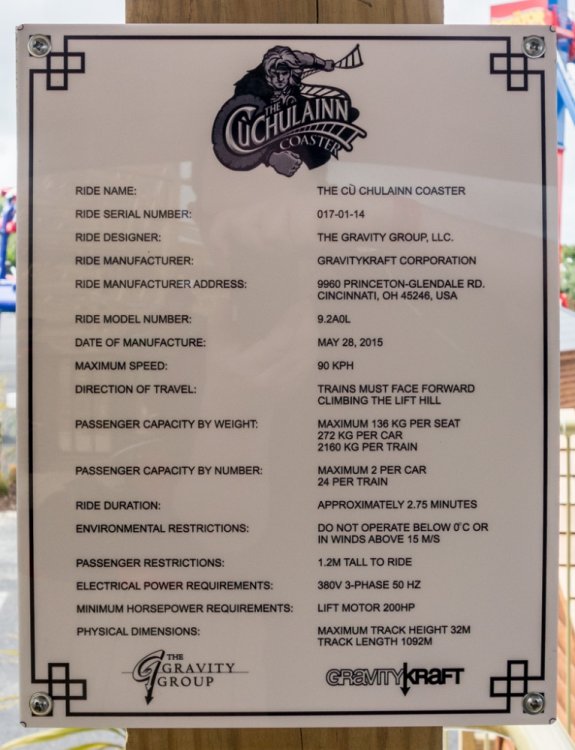 THE
CÙCHULAINN
COASTER
RIDE NAME: THE CÙ CHULAINN COASTER
RIDE SERIAL NUMBER: 017-01-14
RIDE DESIGNER: THE GRAVITY GROUP, LLC.
RIDE MANUFACTURER: GRAVITYKRAFT CORPORATION
RIDE MANUFACTURER ADDRESS: 9960 PRINCETON-GLENDALE RD.
CINCINNATI, OH 45246, USA
RIDE MODEL NUMBER: 9.2A0L
DATE OF MANUFACTURE: MAY 28, 2015
MAXIMUM SPEED: 90 KPH
DIRECTION OF TRAVEL: TRAINS MUST FACE FORWARD
CLIMBING THE LIFT HILL
PASSENGER CAPACITY BY WEIGHT: MAXIMUM 136 KG PER SEAT
272 KG PER CAR
2160 KG PER TRAIN
PASSENGER CAPACITY BY NUMBER: MAXIMUM 2 PER CAR
24 PER TRAIN
RIDE DURATION: APPROXIMATELY 2.75 MINUTES
ENVIRONMENTAL RESTRICTIONS: DO NOT OPERATE BELOW 0°C OR
IN WINDS ABOVE 15 M/S
PASSENGER RESTRICTIONS: 1.2M TALL TO RIDE
ELECTRICAL POWER REQUIREMENTS: 380V 3-PHASE 50 HZ
MINIMUM HORSEPOWER REQUIREMENTS: LIFT MOTOR 200HP
PHYSICAL DIMENSIONS: MAXIMUM TRACK HEIGHT 32M
TRACK LENGTH 1092M
THE
GRAVITY
GROUP
GRAVITYKRAFT